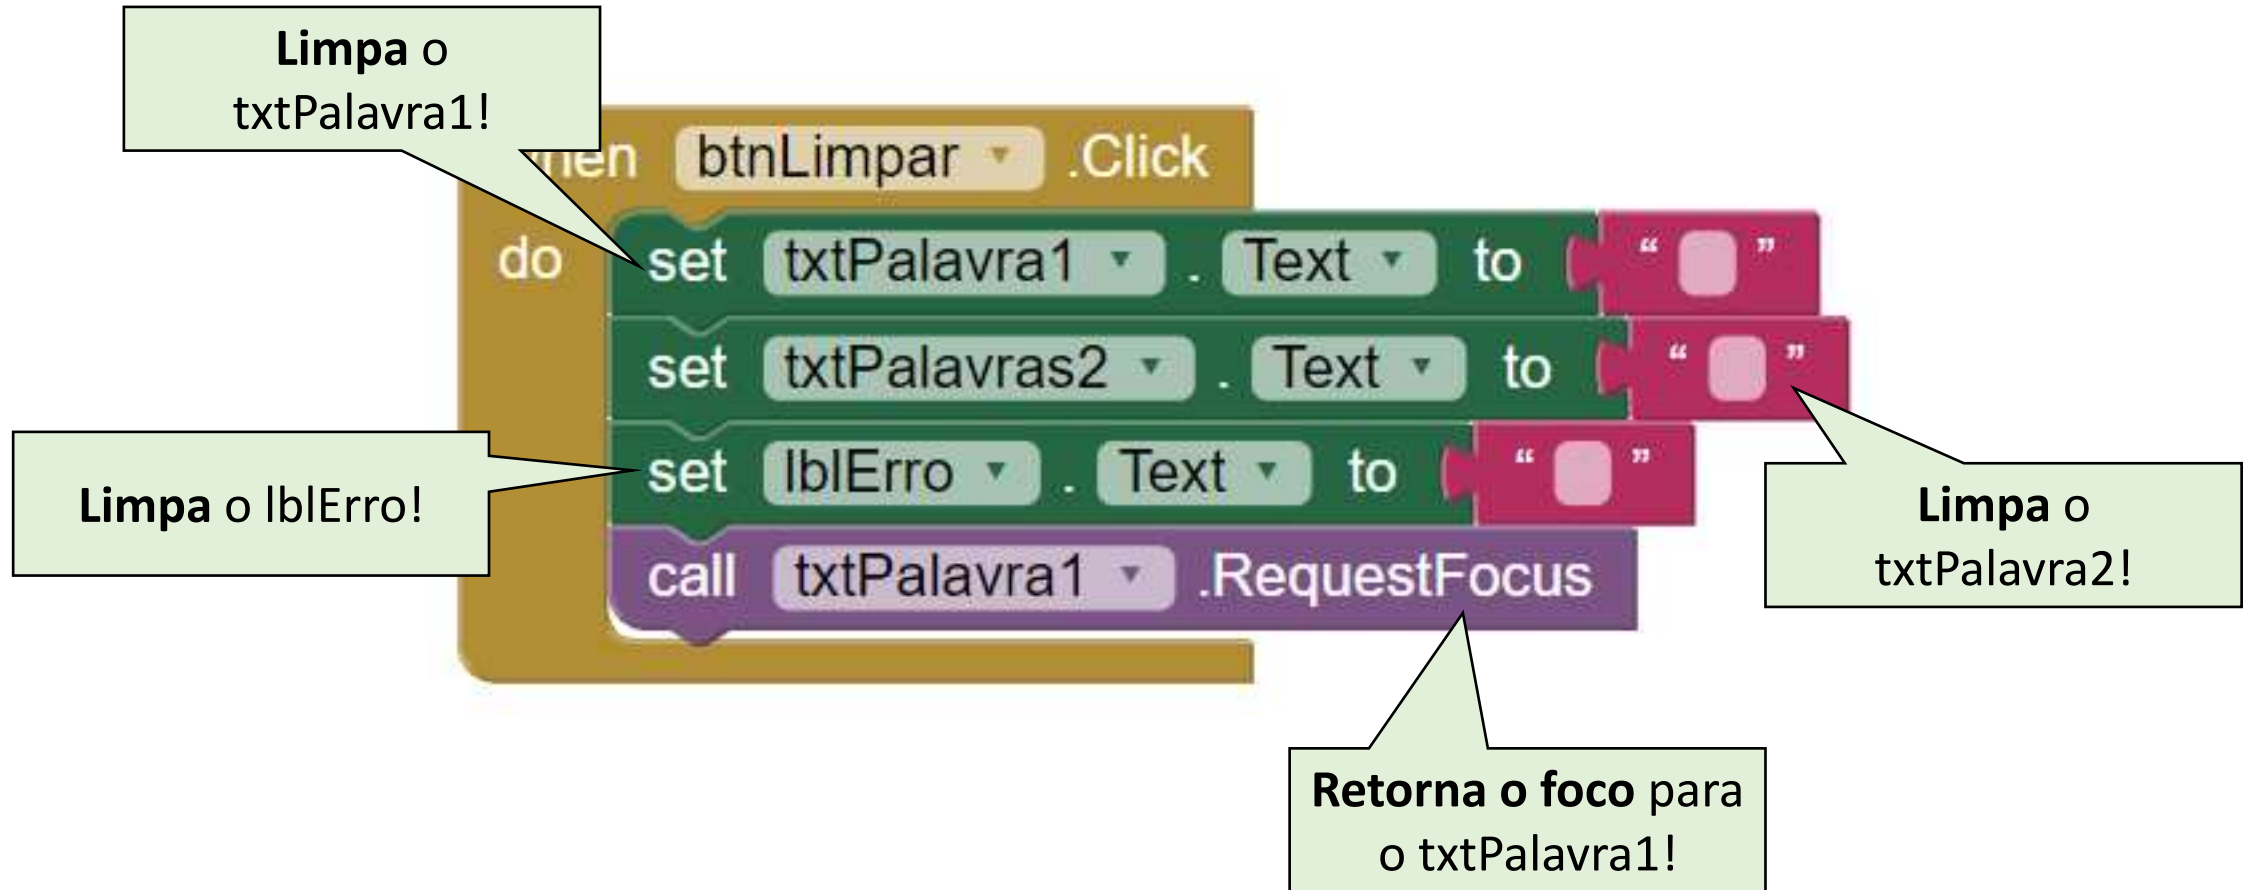 Limpa o
txtPalavra1!
btnLimpar .Click
do set txtPalavra1 . Text to “ ”
set txtPalavras2 . Text to “ ”
set lblErro . Text to “ ”
call txtPalavra1 .RequestFocus
Limpa o lblErro!
Limpa o
txtPalavra2!
Retorna o foco para
o txtPalavra1!